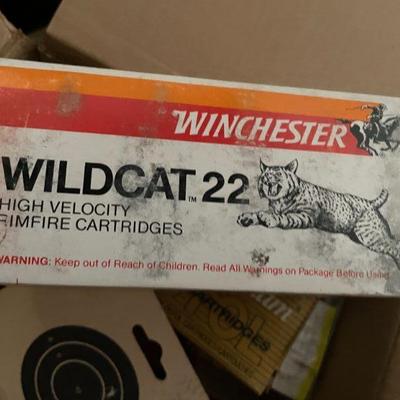 WINCHESTER
WILDCAT™ 22
HIGH VELOCITY
RIMFIRE CARTRIDGES
WARNING: Keep out of Reach of Children. Read All Warnings on Package Before Using
CARTRIDGES